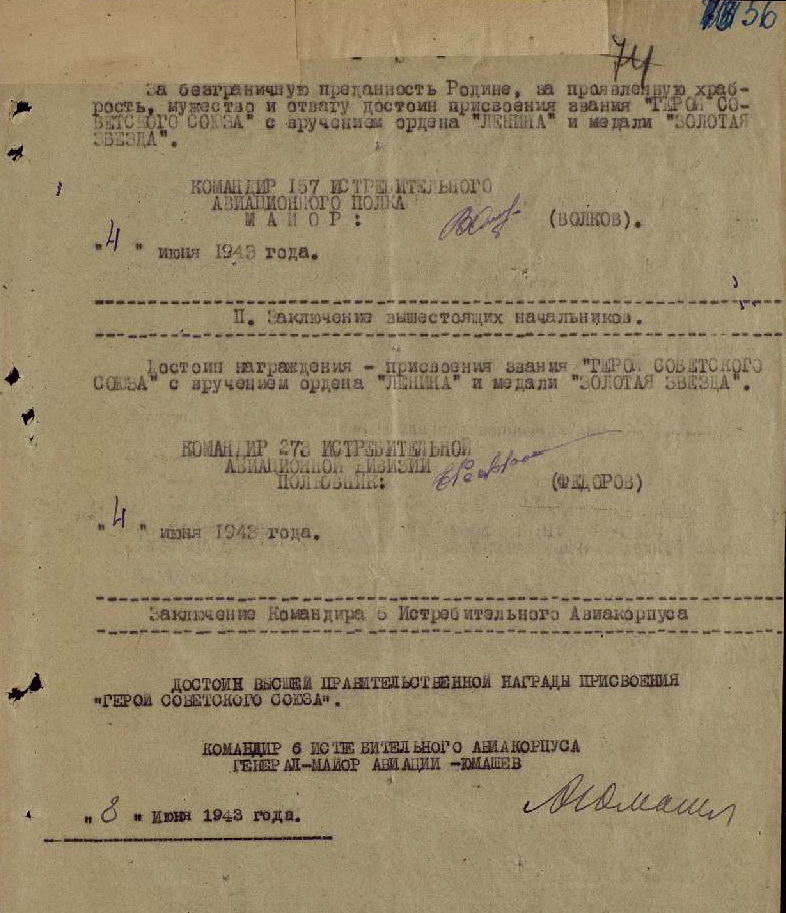 56
74
За безграничную преданность Родине, за проявленную храб-
рость, мужество и отвагу достоин присвоения звания "ГЕРОЙ СО-
ВЕТСКОГО СОЮЗА" с вручением ордена "ЛЕНИНА" и медали "ЗОЛОТАЯ
ЗВЕЗДА".
КОМАНДИР 157 ИСТРЕБИТЕЛЬНОГО
АВИАЦИОННОГО ПОЛКА
МАЙОР: (ВОЛКОВ).
"4" июня 1943 года.
П. Заключение вышестоящих начальников.
Достоин награждения - присвоения звания "ГЕРОЙ СОВЕТСКОГО
СОЮЗА" с вручением ордена "ЛЕНИНА" и медали "ЗОЛОТАЯ ЗВЕЗДА".
КОМАНДИР 273 ИСТРЕБИТЕЛЬНОЙ
АВИАЦИОННОЙ ДИВИЗИИ
ПОЛКОВНИК: (ФЕДОРОВ)
"4" июня 1943 года.
Заключение Командира 6 Истребительного Авиакорпуса
ДОСТОИН ВЫСШЕЙ ПРАВИТЕЛЬСТВЕННОЙ НАГРАДЫ ПРИСВОЕНИЯ
"ГЕРОЙ СОВЕТСКОГО СОЮЗА".
КОМАНДИР 6 ИСТРЕБИТЕЛЬНОГО АВИАКОРПУСА
ГЕНЕРАЛ-МАЙОР АВИАЦИИ -ЮМАШЕВ
"8" Июня 1943 года.